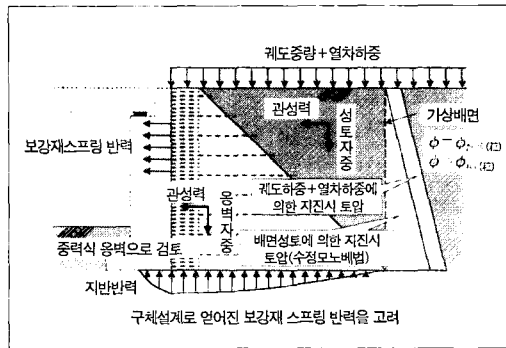 궤도중량+열차하중
관성력
성토자중
가상배면
보강재스프링 반력
관성력
옹벽자중
궤도하중+열차하중에
의한 지진시 토압
중력식 옹벽으로 검토
배면성토에 의한 지진시
토압(수정모노베법)
지반반력
구체설계로 얻어진 보강재 스프링 반력을 고려